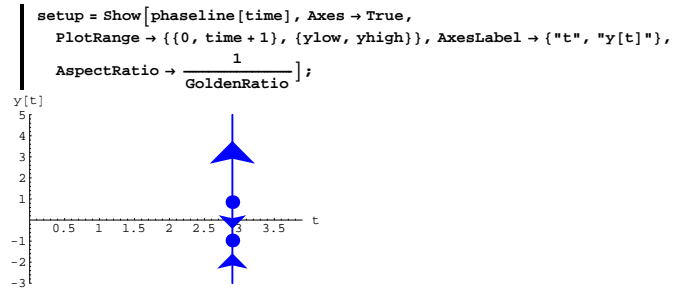 setup = Show[phaseline[time], Axes → True,
PlotRange → {{0, time + 1}, {ylow, yhigh}}, AxesLabel → {"t", "y[t]"},
AspectRatio → 1/GoldenRatio];
y[t]
5
4
3
2
1
0.5 1 1.5 2 2.5 3 3.5 t
-1
-2
-3